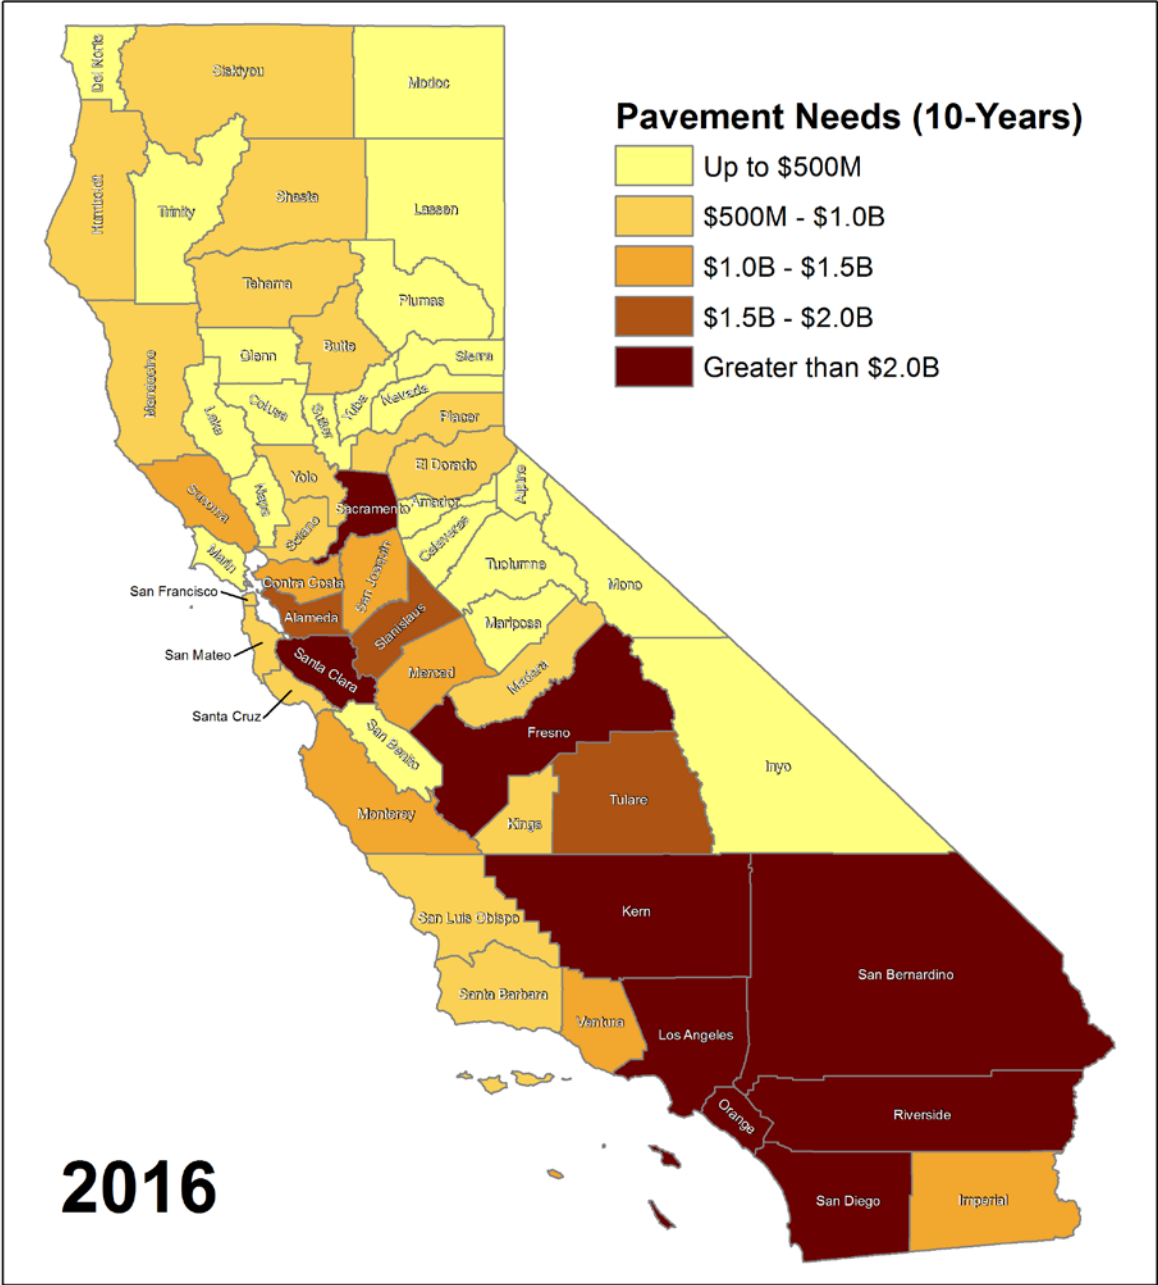 Pavement Needs (10-Years)
Up to $500M
$500M - $1.0B
$1.0B - $1.5B
$1.5B - $2.0B
Greater than $2.0B
Del Norte
Siskiyou
Modoc
Humboldt
Trinity
Shasta
Lassen
Tehama
Plumas
Mendocino
Glenn
Butte
Sierra
Lake
Colusa
Sutter
Yuba
Nevada
Placer
Sonoma
Napa
Yolo
El Dorado
Alpine
Solano
Sacramento
Amador
Calaveras
Marin
Contra Costa
San Joaquin
Tuolumne
Mono
San Francisco
Alameda
Stanislaus
Mariposa
San Mateo
Santa Clara
Merced
Madera
Santa Cruz
San Benito
Fresno
Inyo
Monterey
Kings
Tulare
San Luis Obispo
Kern
San Bernardino
Santa Barbara
Ventura
Los Angeles
Orange
Riverside
San Diego
Imperial
2016